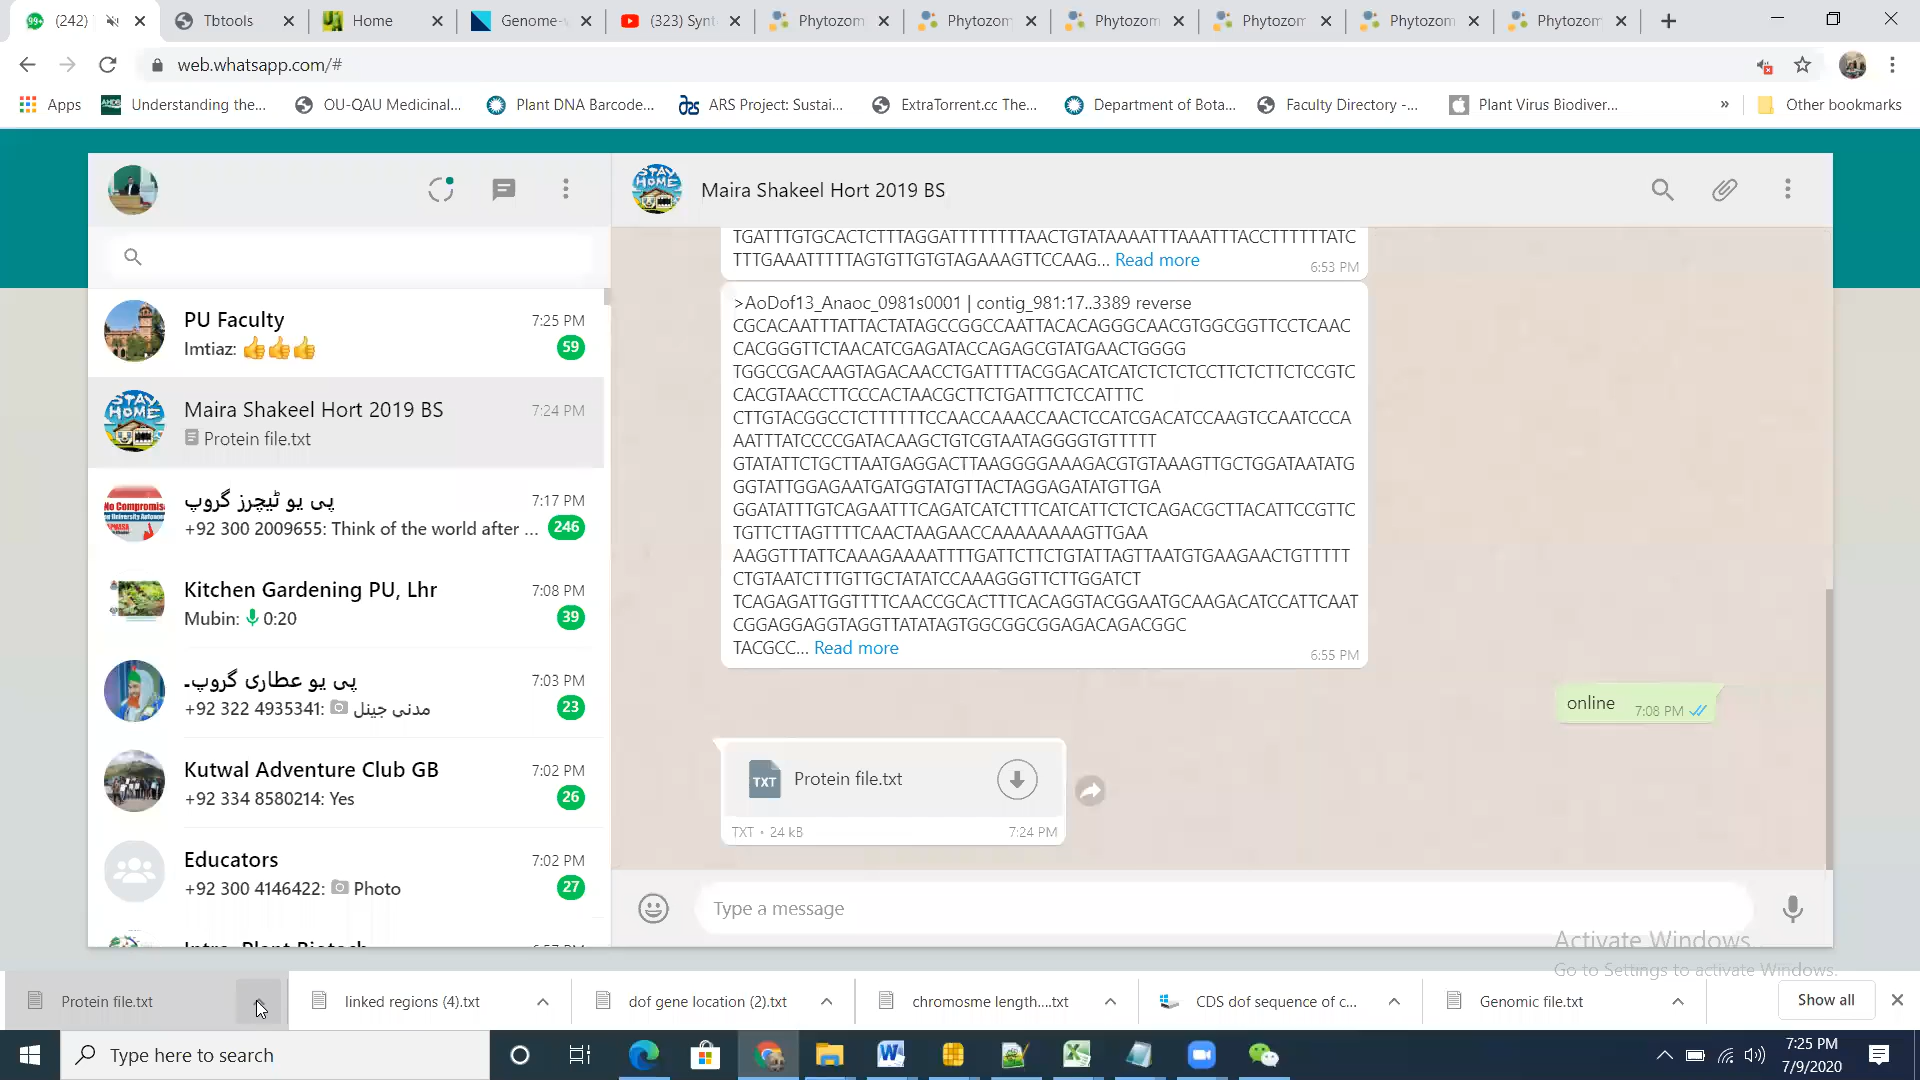 (242)
Tbtools
Home
Genome-
(323) Syn
Phytozom
Phytozom
Phytozom
Phytozom
Phytozom
Phytozom
web.whatsapp.com/#
Apps
Understanding the...
OU-QAU Medicinal...
Plant DNA Barcode...
ARS Project: Sustai...
ExtraTorrent.cc The...
Department of Bota...
Faculty Directory -...
Plant Virus Biodiver...
»
Other bookmarks
Maira Shakeel Hort 2019 BS
PU Faculty
7:25 PM
Imtiaz: 👍👍👍
59
Maira Shakeel Hort 2019 BS
7:24 PM
Protein file.txt
پی یو ٹیچرز گروپ
7:17 PM
+92 300 2009655: Think of the world after ...
246
Kitchen Gardening PU, Lhr
7:08 PM
Mubin: 0:20
39
پی یو عطاری گروپ۔
7:03 PM
+92 322 4935341: مدنی جینل
23
Kutwal Adventure Club GB
7:02 PM
+92 334 8580214: Yes
26
Educators
7:02 PM
+92 300 4146422: Photo
27
TGATTTGTGCACTCTTTAGGATTTTTTTTAACTGTATAAAATTTAAATTTACCTTTTTTATC
TTTGAAATTTTTAGTGTTGTGTAGAAAGTTCCAAG... Read more
6:53 PM
>AoDof13_Anaoc_0981s0001 | contig_981:17..3389 reverse
CGCACAATTTATTACTATAGCCGGCCAATTACACAGGGCAACGTGGCGGTTCCTCAAC
CACGGGTTCTAACATCGAGATACCAGAGCGTATGAACTGGGG
TGGCCGACAAGTAGACAACCTGATTTTACGGACATCATCTCTCTCCTTCTCTTCTCCGTC
CACGTAACCTTCCCACTAACGCTTCTGATTTCTCCATTTC
CTTGTACGGCCTCTTTTTTCCAACCAAACCAACTCCATCGACATCCAAGTCCAATCCCA
AATTTATCCCCGATACAAGCTGTCGTAATAGGGGTGTTTTT
GTATATTCTGCTTAATGAGGACTTAAGGGGAAAGACGTGTAAAGTTGCTGGATAATATG
GGTATTGGAGAATGATGGTATGTTACTAGGAGATATGTTGA
GGATATTTGTCAGAATTTCAGATCATCTTTCATCATTCTCTCAGACGCTTACATTCCGTTC
TGTTCTTAGTTTTCAACTAAGAACCAAAAAAAAGTTGAA
AAGGTTTATTCAAAGAAAATTTTGATTCTTCTGTATTAGTTAATGTGAAGAACTGTTTTT
CTGTAATCTTTGTTGCTATATCCAAAGGGTTCTTGGATCT
TCAGAGATTGGTTTTCAACCGCACTTTCACAGGTACGGAATGCAAGACATCCATTCAAT
CGGAGGAGGTAGGTTATATAGTGGCGGCGGAGACAGACGGC
TACGCC... Read more
6:55 PM
online
7:08 PM
TXT
Protein file.txt
TXT • 24 kB
7:24 PM
Type a message
Activate Windows
Go to Settings to activate Windows.
Protein file.txt
linked regions (4).txt
dof gene location (2).txt
chromosme length....txt
CDS dof sequence of c...
Genomic file.txt
Show all
Type here to search
7:25 PM
7/9/2020